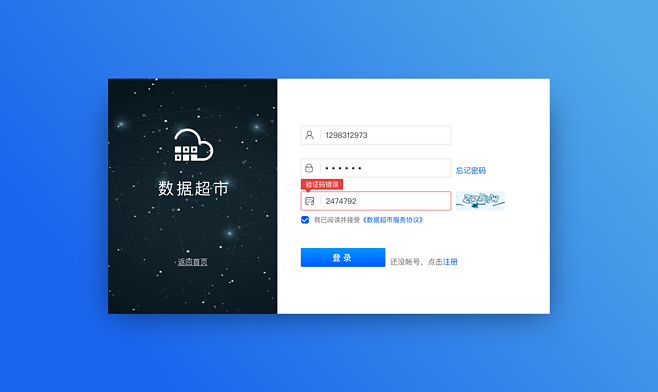 数据超市
返回首页
1298312973
••••••
忘记密码
验证码错误
2474792
我已阅读并接受《数据超市服务协议》
登录
还没帐号，点击注册